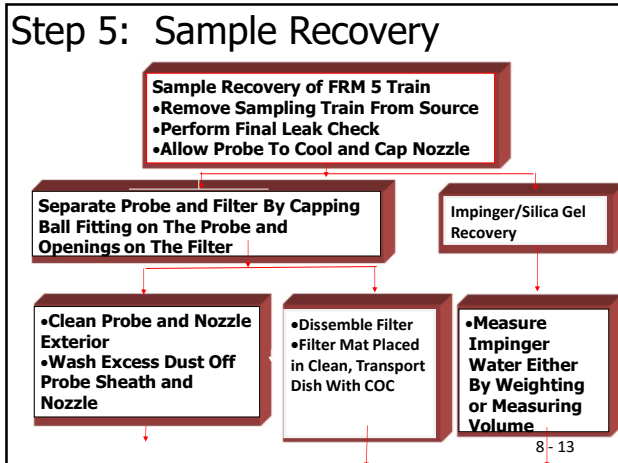 Step 5:  Sample Recovery
Sample Recovery of FRM 5 Train
•Remove Sampling Train From Source
•Perform Final Leak Check
•Allow Probe To Cool and Cap Nozzle
Separate Probe and Filter By Capping
Ball Fitting on The Probe and
Openings on The Filter
Impinger/Silica Gel
Recovery
•Clean Probe and Nozzle
Exterior
•Wash Excess Dust Off
Probe Sheath and
Nozzle
•Dissemble Filter
•Filter Mat Placed
in Clean, Transport
Dish With COC
•Measure
Impinger
Water Either
By Weighting
or Measuring
Volume
8 - 13